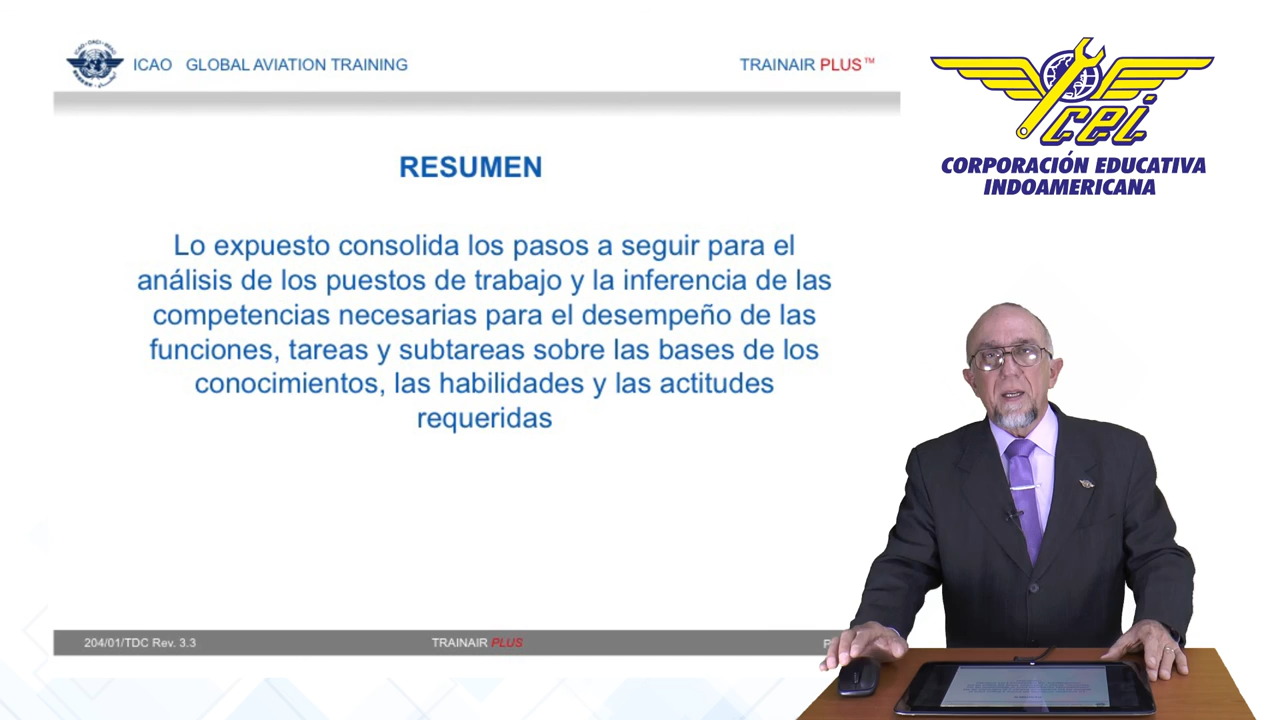 ICAO GLOBAL AVIATION TRAINING
TRAINAIR PLUS™
cei
CORPORACIÓN EDUCATIVA
INDOAMERICANA
RESUMEN
Lo expuesto consolida los pasos a seguir para el
análisis de los puestos de trabajo y la inferencia de las
competencias necesarias para el desempeño de las
funciones, tareas y subtareas sobre las bases de los
conocimientos, las habilidades y las actitudes
requeridas
204/01/TDC Rev. 3.3
TRAINAIR PLUS